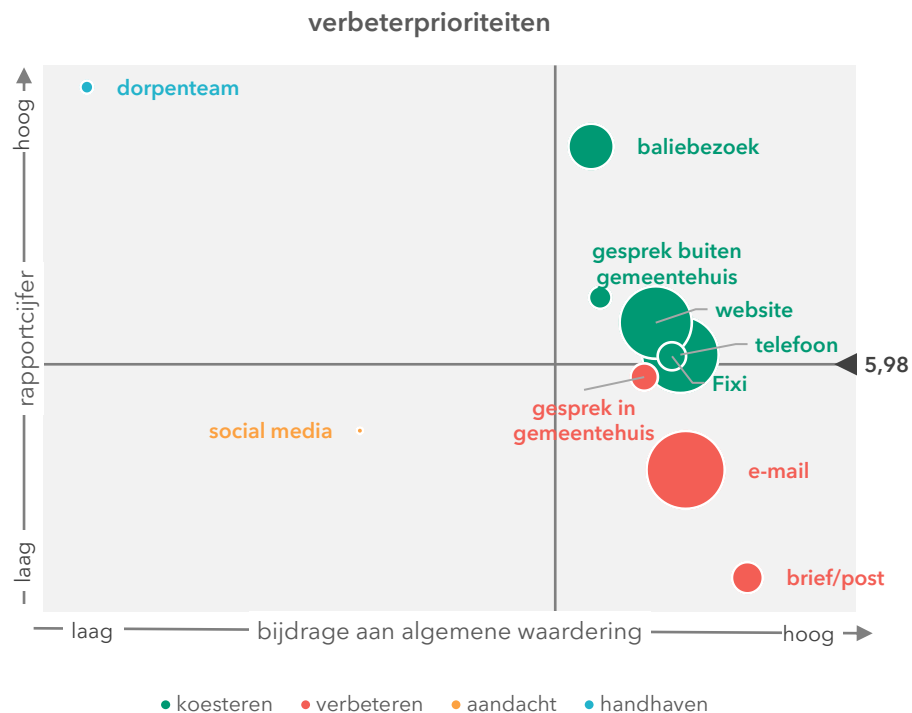 verbeterprioriteiten
hoog
dorpenteam
baliebezoek
gesprek buiten
gemeentehuis
website
telefoon
rapportcijfer
5,98
Fixi
gesprek in
gemeentehuis
social media
e-mail
laag
brief/post
laag
bijdrage aan algemene waardering
hoog
koesteren
verbeteren
aandacht
handhaven